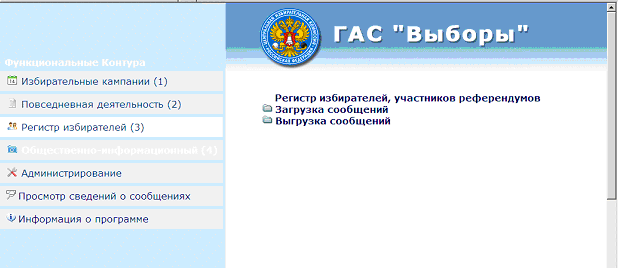 ГАС "Выборы"
Функциональные Контура
Избирательные кампании (1)
Повседневная деятельность (2)
Регистр избирателей (3)
Общественно-информационный (4)
Администрирование
Просмотр сведений о сообщениях
Информация о программе
Регистр избирателей, участников референдумов
Загрузка сообщений
Выгрузка сообщений